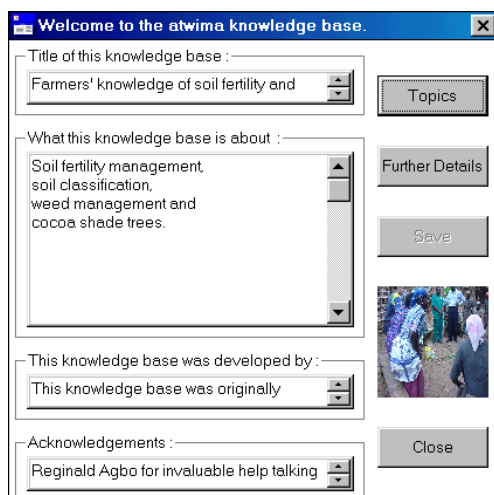 Welcome to the atwima knowledge base.
Title of this knowledge base :
Farmers' knowledge of soil fertility and
Topics
What this knowledge base is about :
Soil fertility management,
soil classification,
weed management and
cocoa shade trees.
Further Details
Save
This knowledge base was developed by :
This knowledge base was originally
Acknowledgements :
Reginald Agbo for invaluable help talking
Close